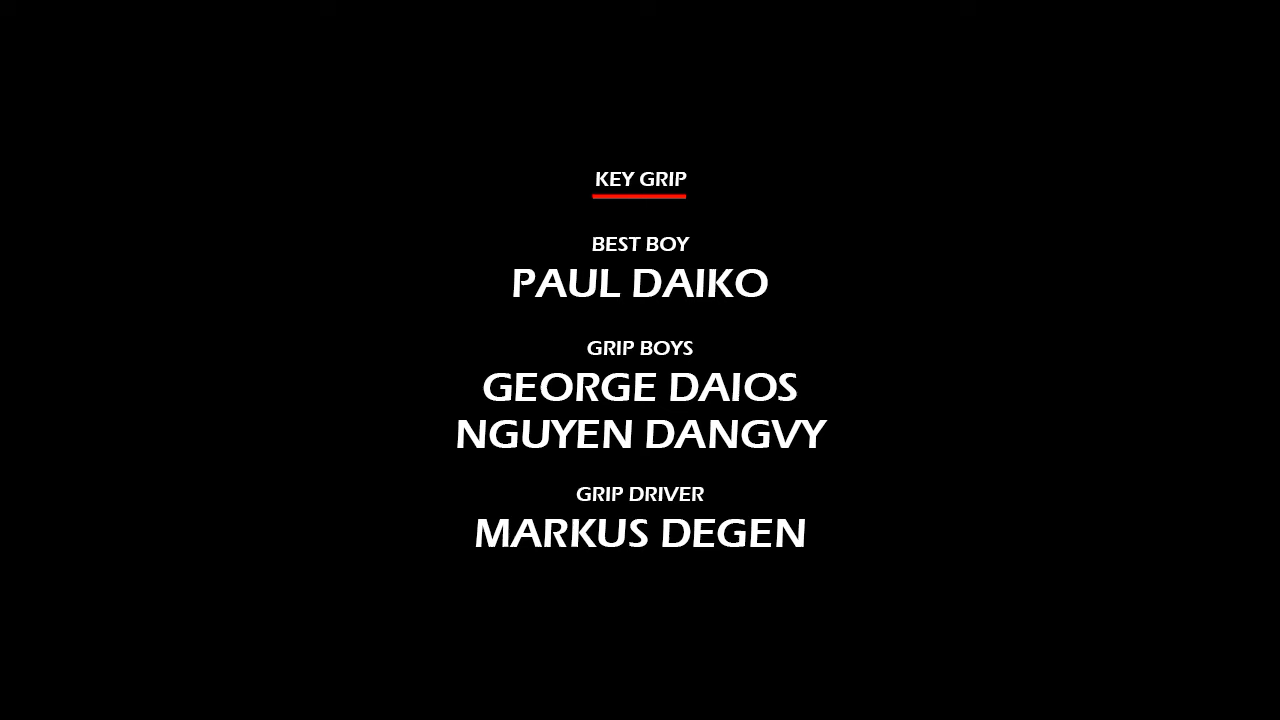 KEY GRIP
BEST BOY
PAUL DAIKO
GRIP BOYS
GEORGE DAIOS
NGUYEN DANGVY
GRIP DRIVER
MARKUS DEGEN